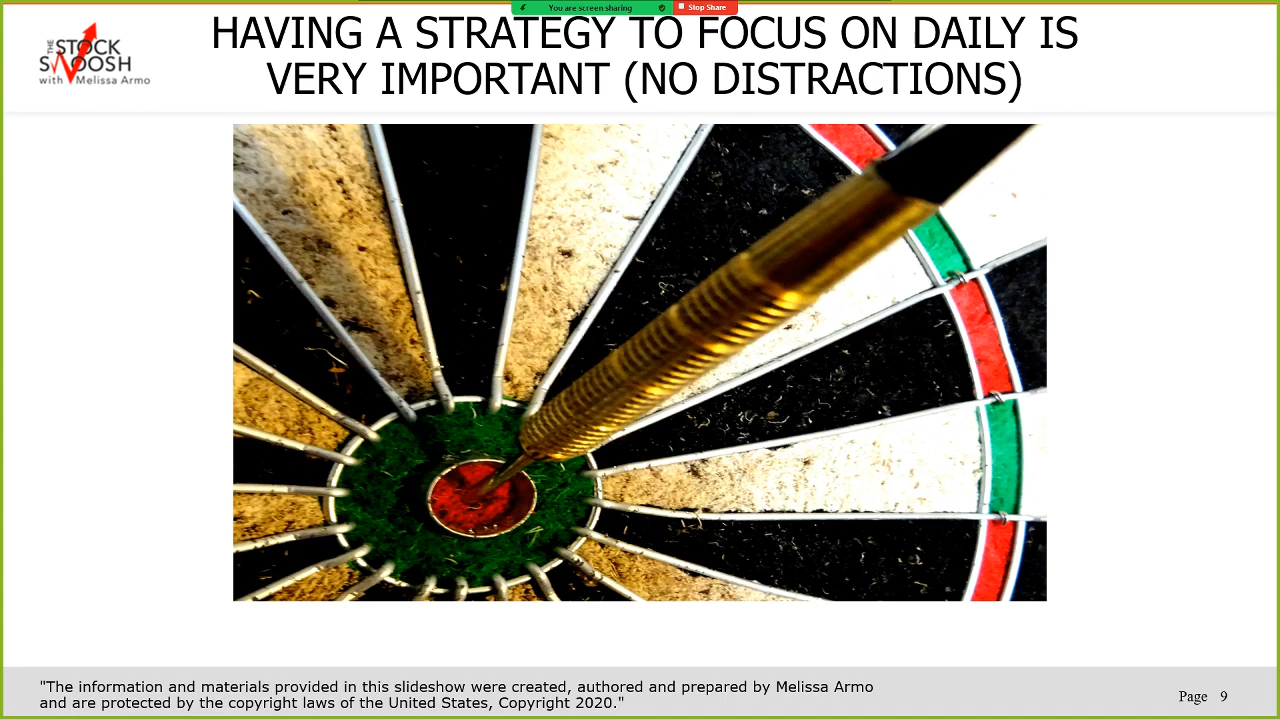 You are screen sharing
Stop Share
HAVING A STRATEGY TO FOCUS ON DAILY IS
VERY IMPORTANT (NO DISTRACTIONS)
THE
STOCK
SWOOSH
with Melissa Armo
"The information and materials provided in this slideshow were created, authored and prepared by Melissa Armo
and are protected by the copyright laws of the United States, Copyright 2020."
Page 9